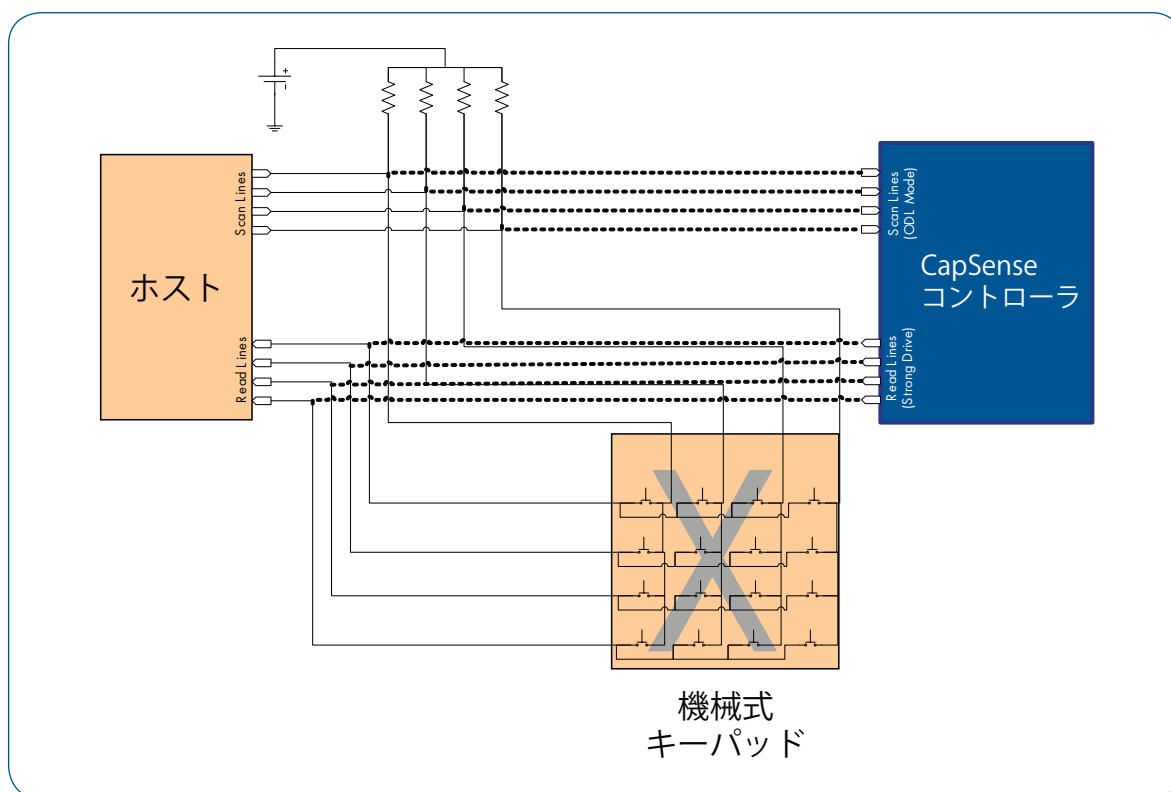 +
-
Scan Lines
ホスト
Read Lines
Scan Lines
(ODL Mode)
CapSense
コントローラ
Read Lines
(Strong Drive)
X
機械式
キーパッド